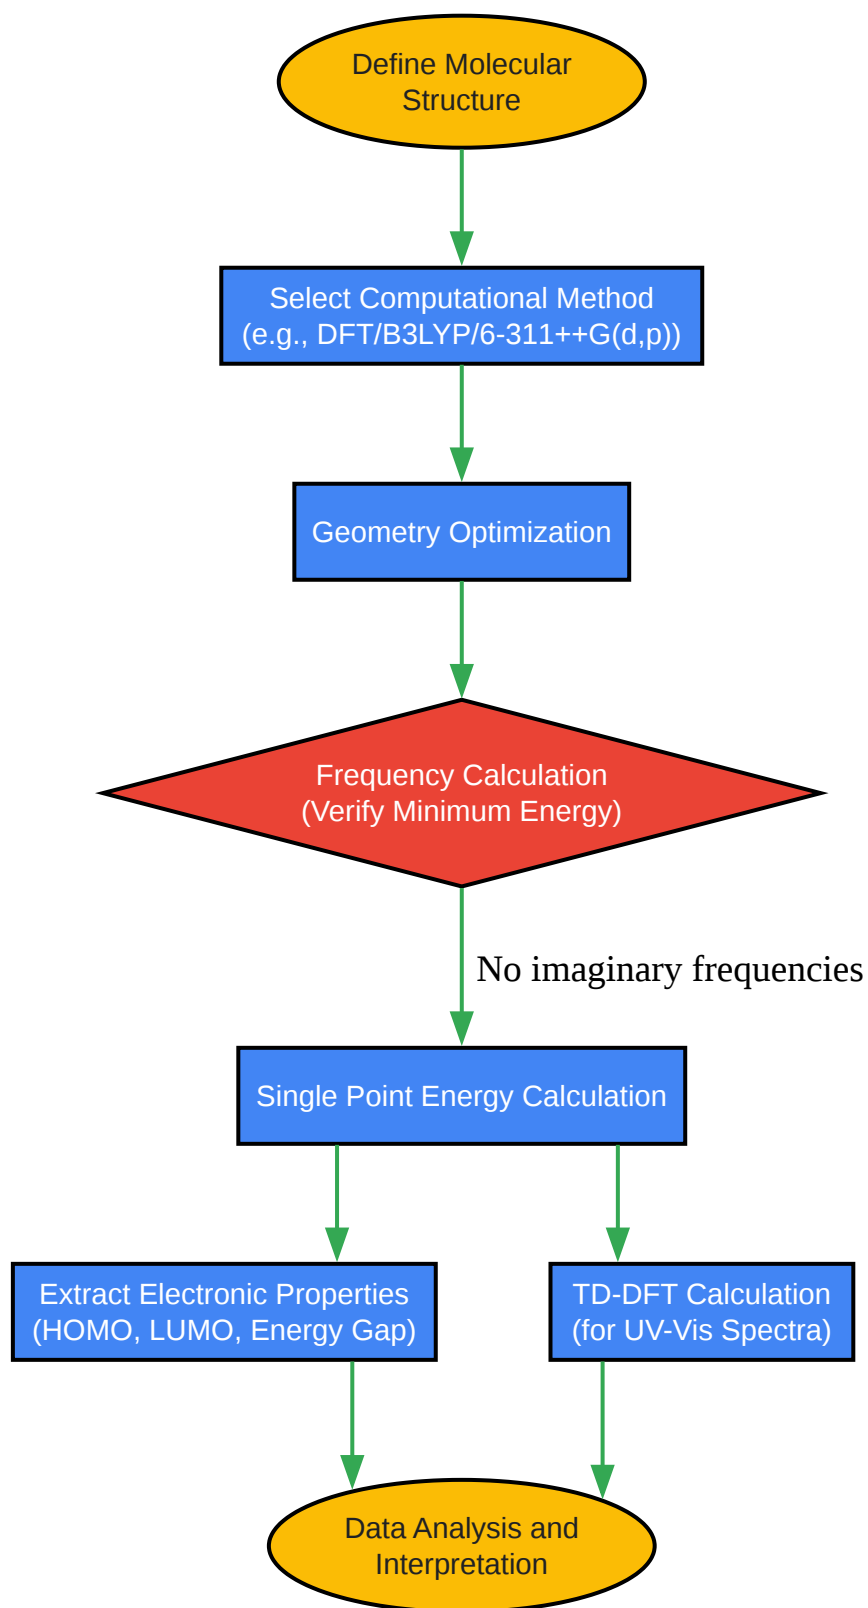 Define Molecular
Structure
Select Computational Method
(e.g., DFT/B3LYP/6-311++G(d,p))
Geometry Optimization
Frequency Calculation
(Verify Minimum Energy)
No imaginary frequencies
Single Point Energy Calculation
Extract Electronic Properties
(HOMO, LUMO, Energy Gap)
TD-DFT Calculation
(for UV-Vis Spectra)
Data Analysis and
Interpretation